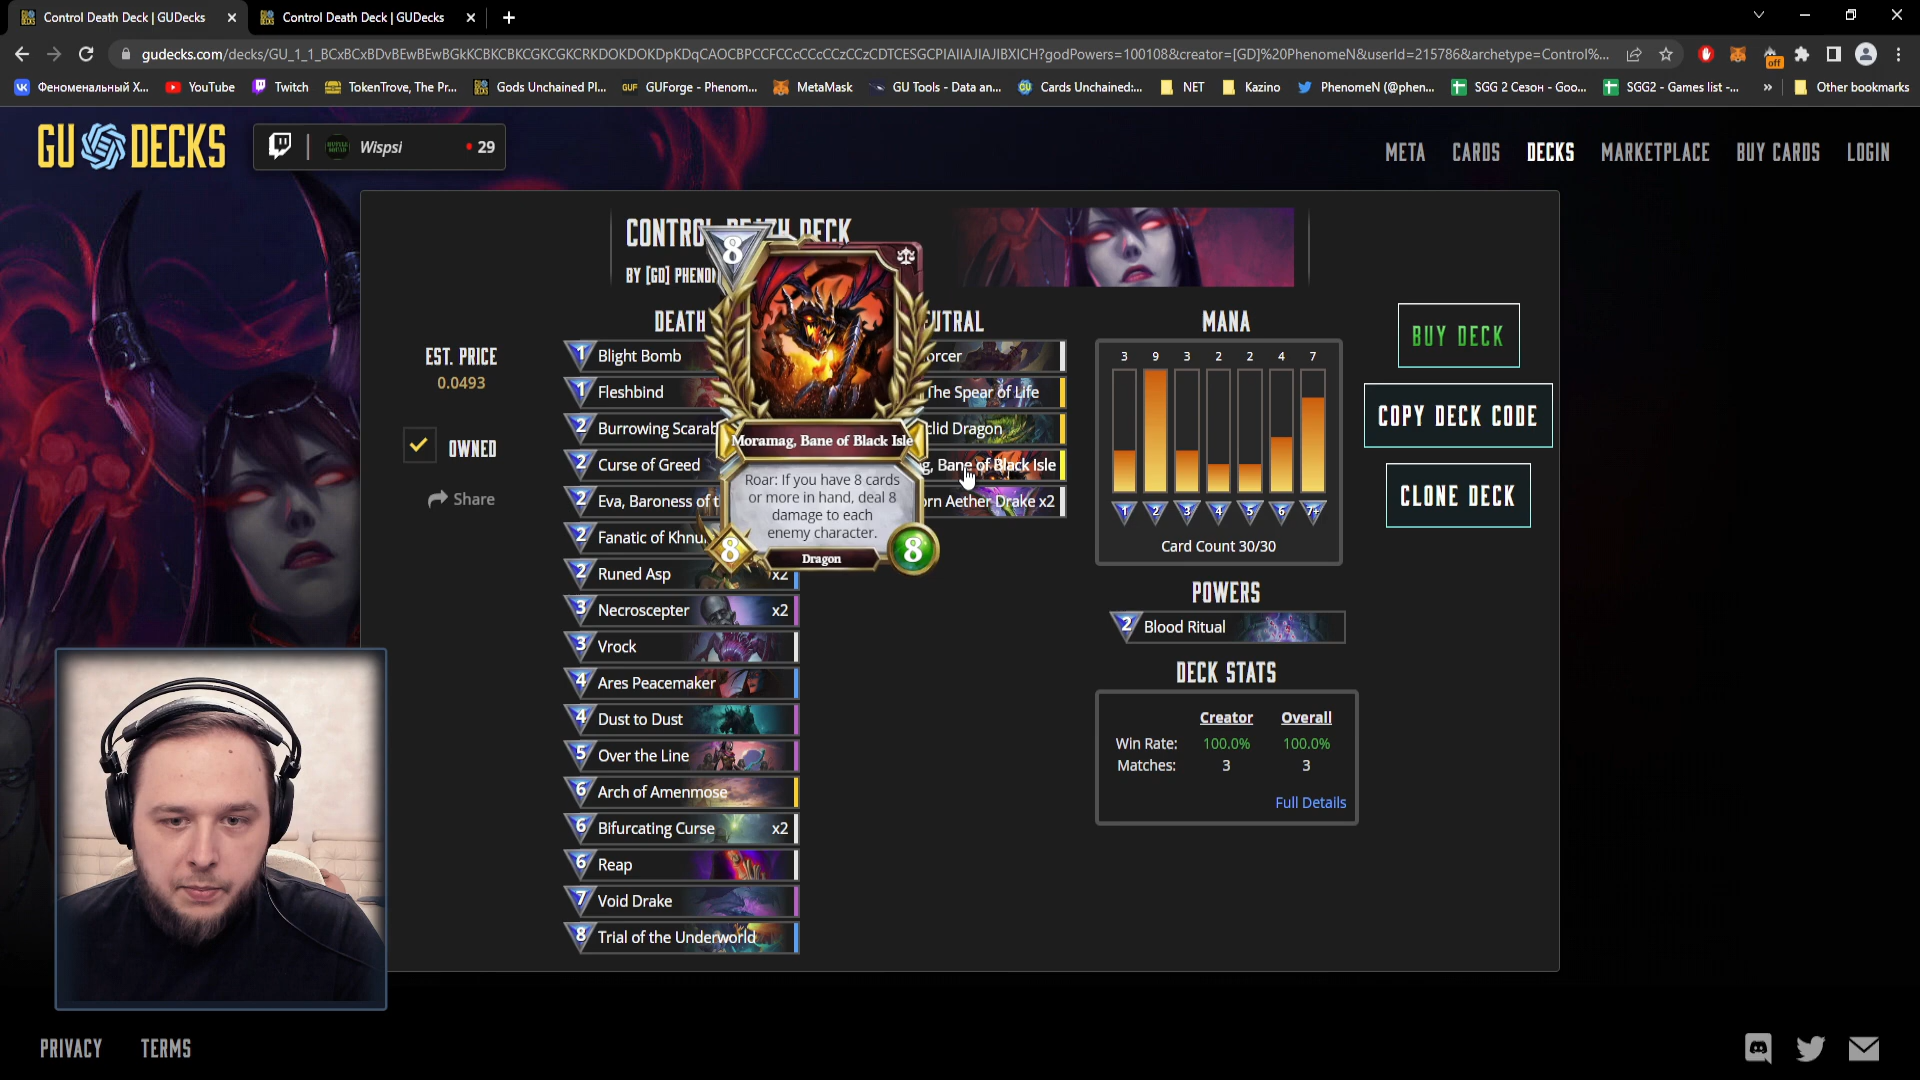 Control Death Deck | GUDecks
Control Death Deck | GUDecks
gudecks.com/decks/GU_1_1_BCxBCxBDvBEwBEwBGkKCBKCBKCGKCGKCRKDOKDOKDpKDqCAOCBPCCFCCcCCcCCzCCzCDTCESGCPIAIIAJIAJIBXICH?godPowers=100108&creator=[GD]%20PhenomeN&userId=215786&archetype=Control%...
off
Феноменальный Х...
YouTube
Twitch
TokenTrove, The Pr...
Gods Unchained Pl...
GUForge - Phenom...
MetaMask
GU Tools - Data an...
Cards Unchained:...
NET
Kazino
PhenomeN (@phen...
SGG 2 Сезон - Goo...
SGG2 - Games list -...
Other bookmarks
GU DECKS
Wispsi
29
META
CARDS
DECKS
MARKETPLACE
BUY CARDS
LOGIN
CONTROL DEATH DECK
BY [GD] PHENO
EST. PRICE
0.0493
OWNED
Share
DEATH
1 Blight Bomb
1 Fleshbind
2 Burrowing Scarab
2 Curse of Greed
2 Eva, Baroness of t
2 Fanatic of Khnu
2 Runed Asp x2
3 Necroscepter x2
3 Vrock
4 Ares Peacemaker
4 Dust to Dust
5 Over the Line
6 Arch of Amenmose
6 Bifurcating Curse x2
6 Reap
7 Void Drake
8 Trial of the Underworld
8
Moramag, Bane of Black Isle
Roar: If you have 8 cards
or more in hand, deal 8
damage to each
enemy character.
8
Dragon
8
UTRAL
orcer
The Spear of Life
clid Dragon
g, Bane of Black Isle
orn Aether Drake x2
MANA
3 9 3 2 2 4 7
1 2 3 4 5 6 7+
Card Count 30/30
POWERS
2 Blood Ritual
DECK STATS
Creator Overall
Win Rate: 100.0% 100.0%
Matches: 3 3
Full Details
BUY DECK
COPY DECK CODE
CLONE DECK
PRIVACY
TERMS